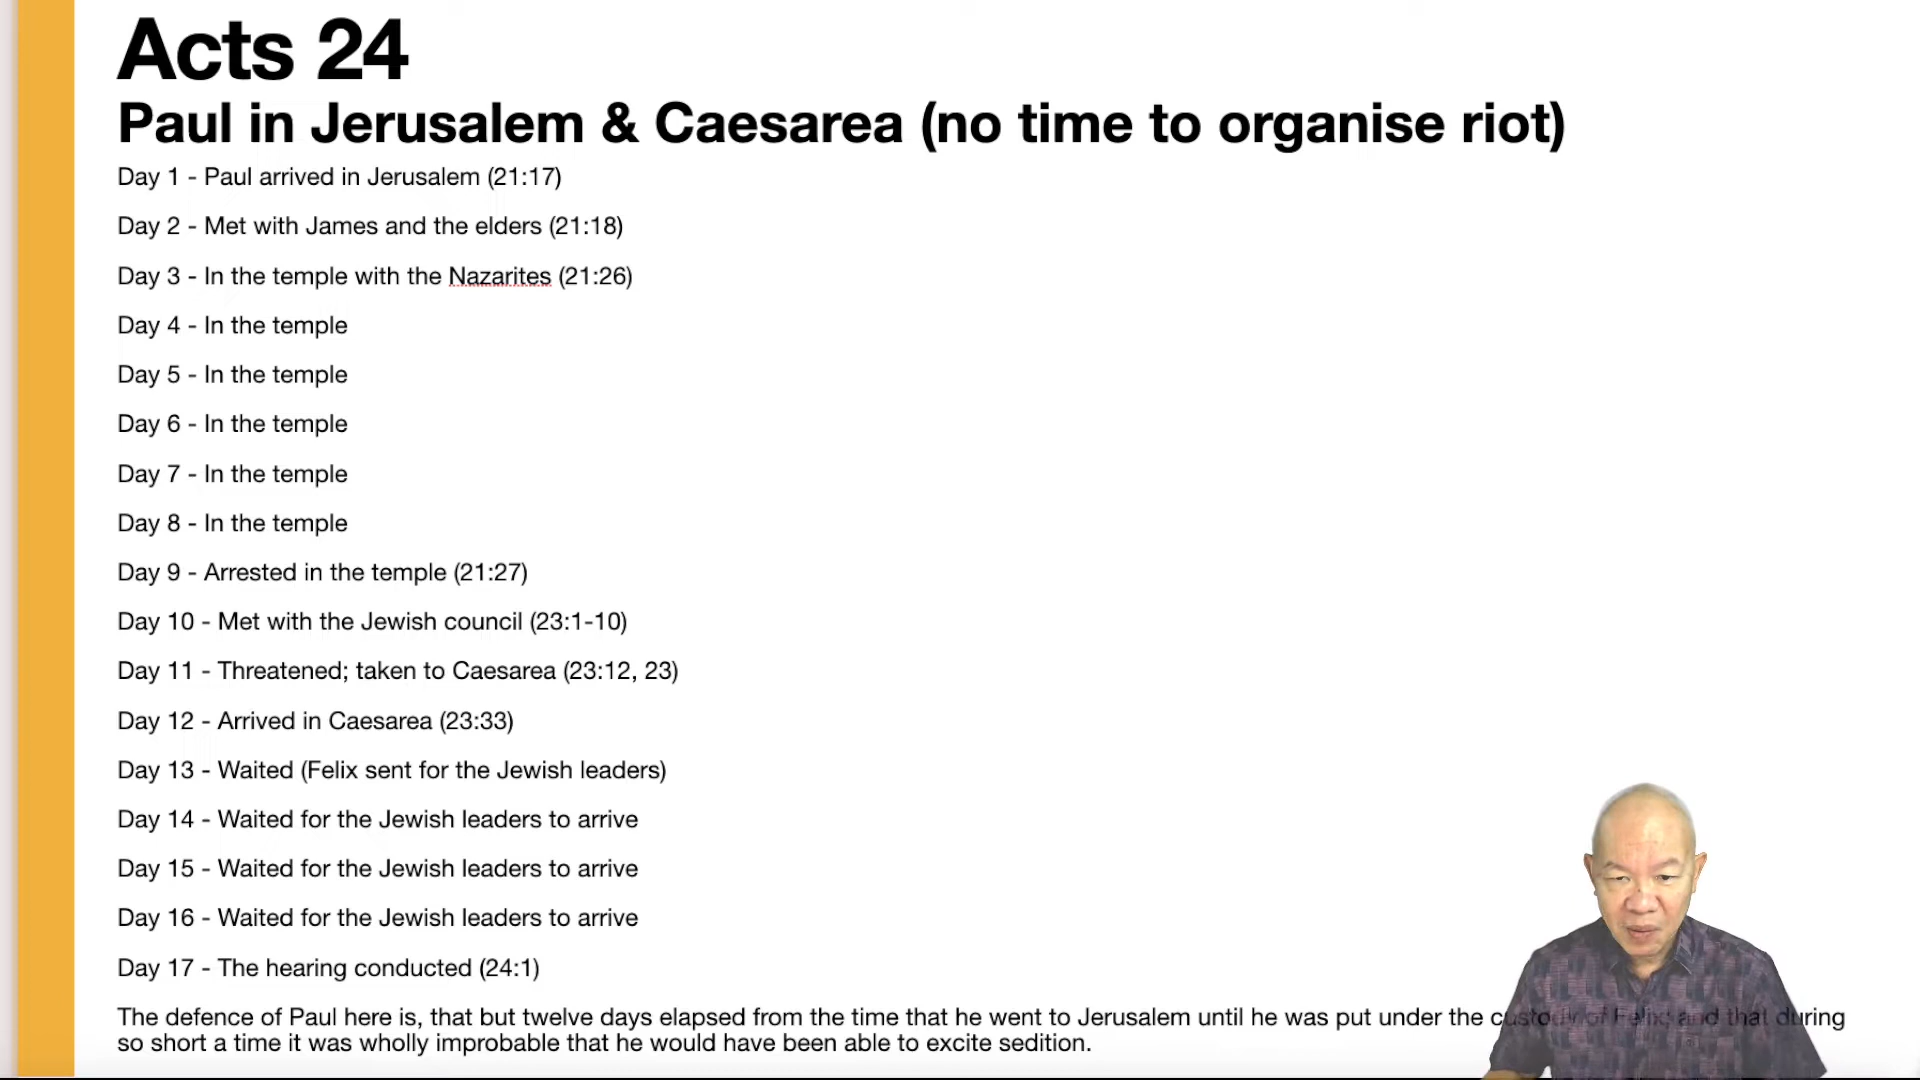 Acts 24
Paul in Jerusalem & Caesarea (no time to organise riot)
Day 1 - Paul arrived in Jerusalem (21:17)
Day 2 - Met with James and the elders (21:18)
Day 3 - In the temple with the Nazarites (21:26)
Day 4 - In the temple
Day 5 - In the temple
Day 6 - In the temple
Day 7 - In the temple
Day 8 - In the temple
Day 9 - Arrested in the temple (21:27)
Day 10 - Met with the Jewish council (23:1-10)
Day 11 - Threatened; taken to Caesarea (23:12, 23)
Day 12 - Arrived in Caesarea (23:33)
Day 13 - Waited (Felix sent for the Jewish leaders)
Day 14 - Waited for the Jewish leaders to arrive
Day 15 - Waited for the Jewish leaders to arrive
Day 16 - Waited for the Jewish leaders to arrive
Day 17 - The hearing conducted (24:1)
The defence of Paul here is, that but twelve days elapsed from the time that he went to Jerusalem until he was put under the custody of Felix; and that during
so short a time it was wholly improbable that he would have been able to excite sedition.